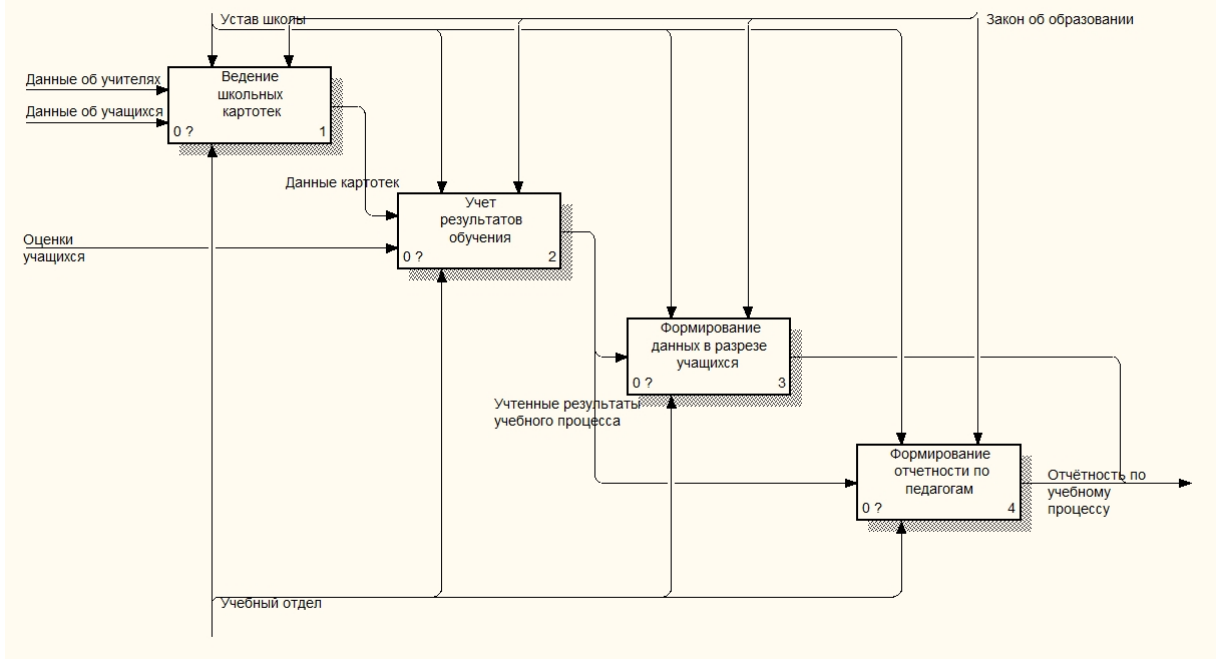 Устав школы
Закон об образовании
Данные об учителях
Данные об учащихся
Ведение
школьных
картотек
0 ?
1
Данные картотек
Учет
результатов
обучения
0 ?
2
Оценки
учащихся
Формирование
данных в разрезе
учащихся
0 ?
3
Учтенные результаты
учебного процесса
Формирование
отчетности по
педагогам
0 ?
4
Отчётность по
учебному
процессу
Учебный отдел